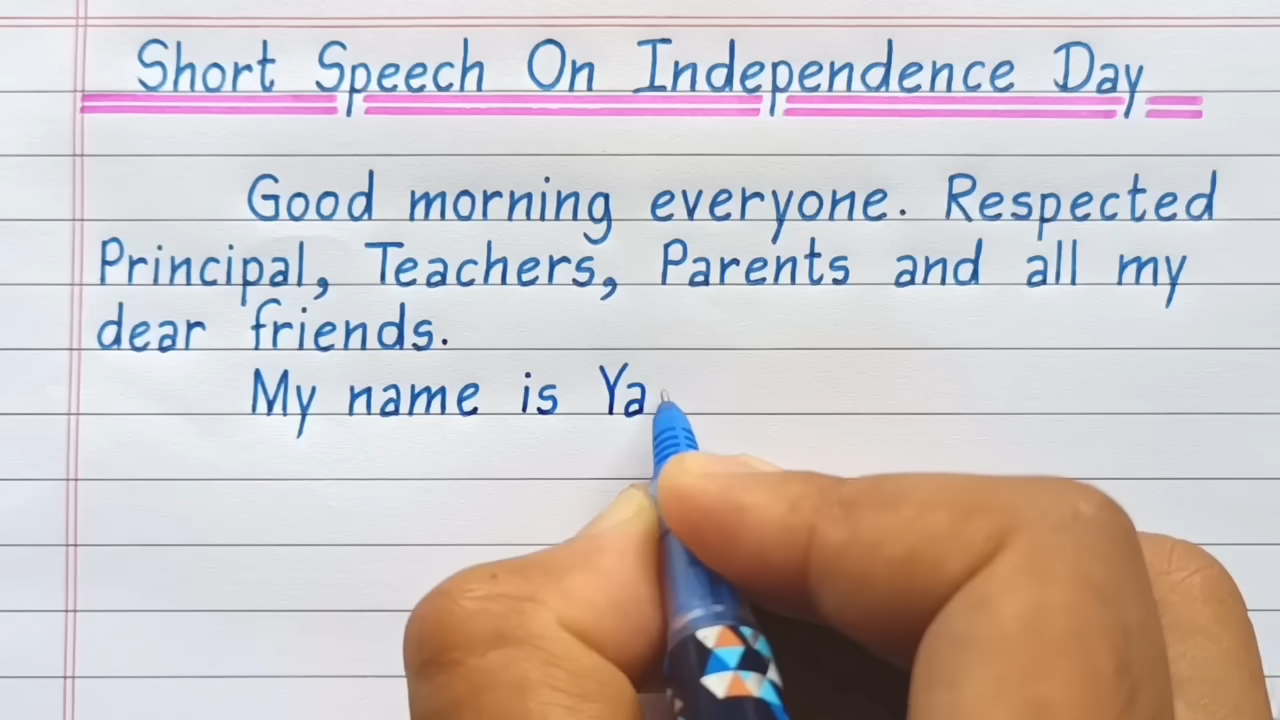 Short Speech On Independence Day
Good morning everyone. Respected
Principal, Teachers, Parents and all my
dear friends.
My name is Ya